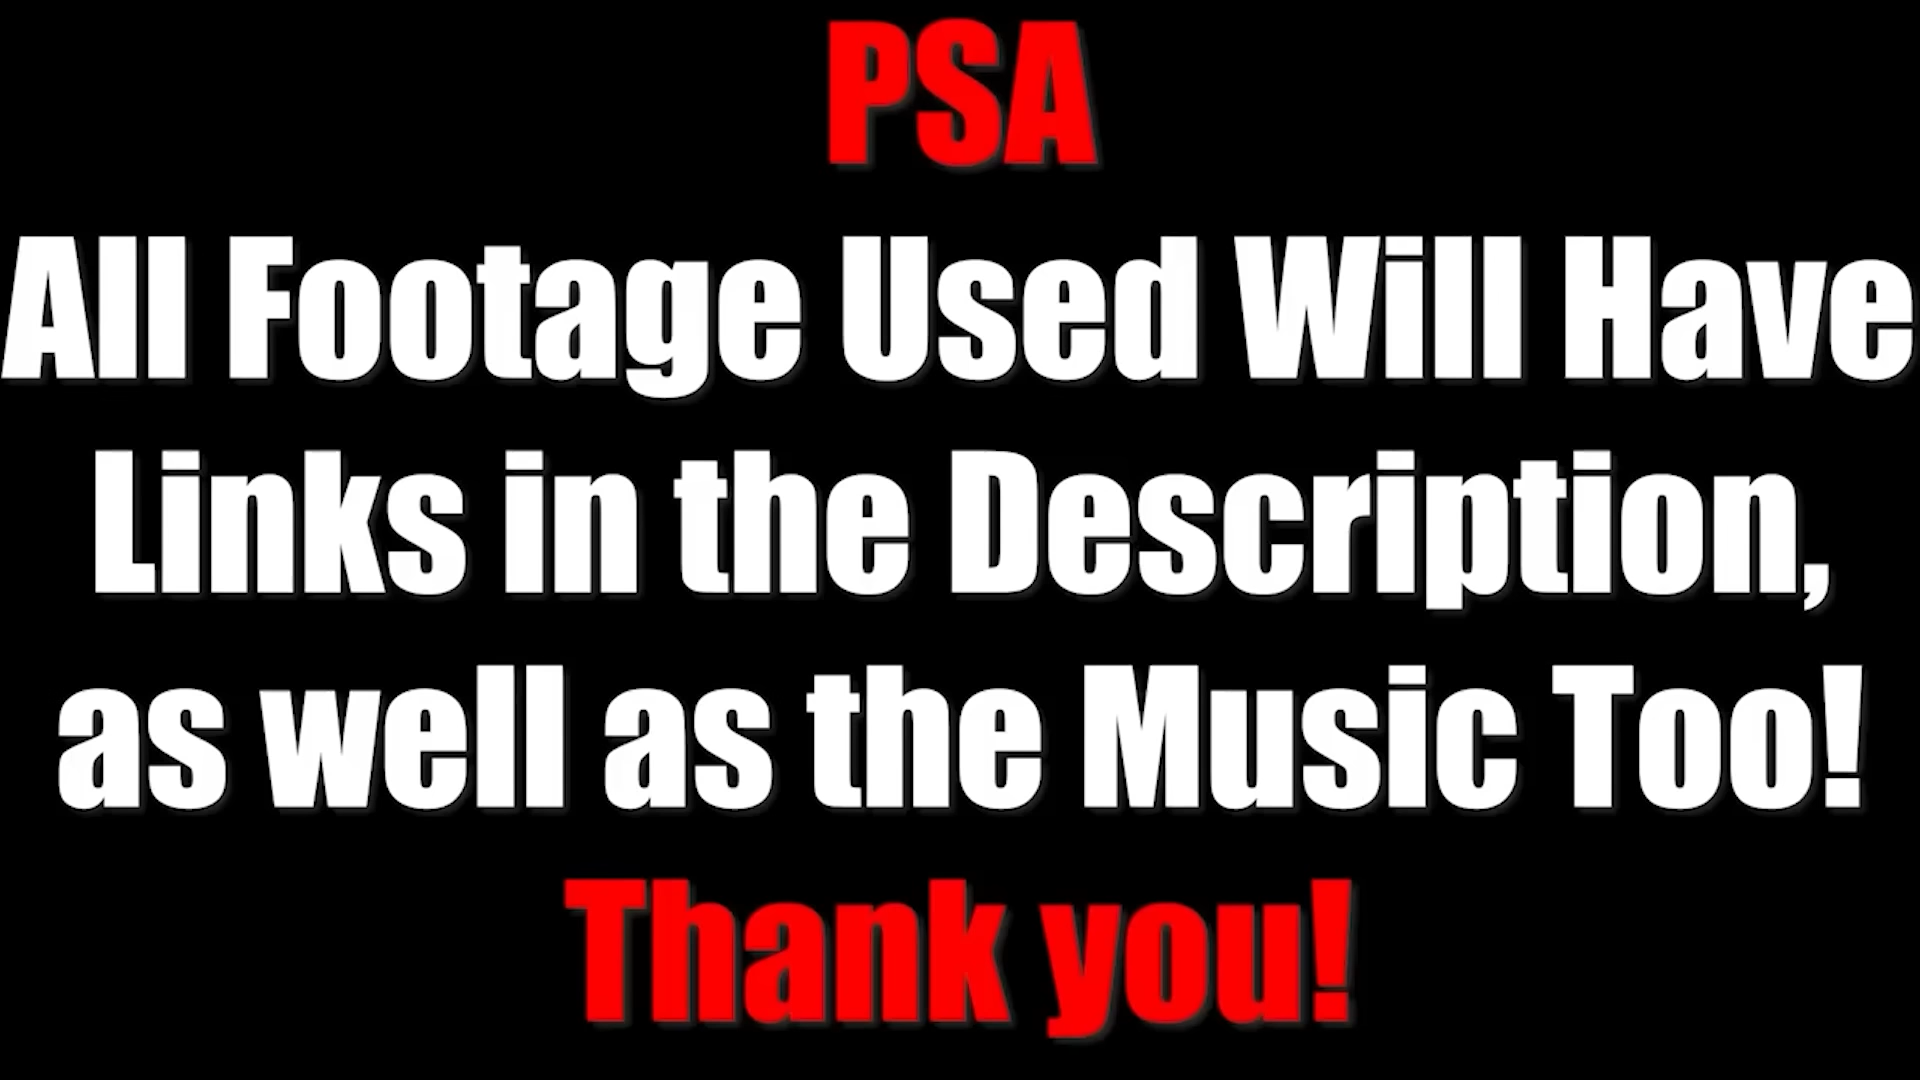 PSA
All Footage Used Will Have
Links in the Description,
as well as the Music Too!
Thank you!